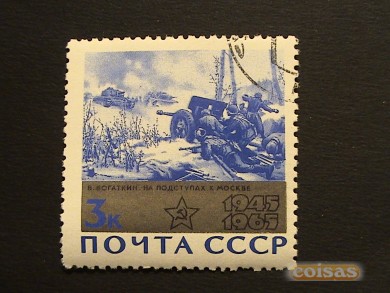 В. БОГАТКИН. НА ПОДСТУПАХ К МОСКВЕ
3к
1945
1965
ПОЧТА СССР
coisas